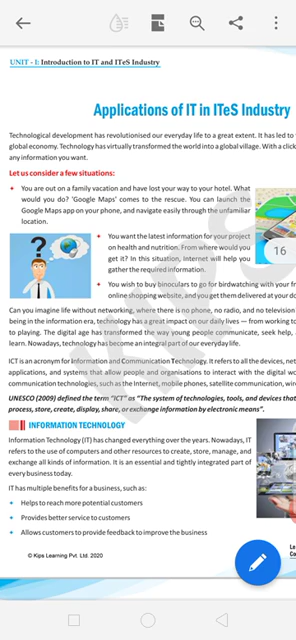 UNIT - I: Introduction to IT and ITeS Industry
Applications of IT in ITeS Industry
Technological development has revolutionised our everyday life to a great extent. It has led to
global economy. Technology has virtually transformed the world into a global village. With a click
any information you want.
Let us consider a few situations:
You are out on a family vacation and have lost your way to your hotel. What
would you do? 'Google Maps' comes to the rescue. You can launch the
Google Maps app on your phone, and navigate easily through the unfamiliar
location.
You want the latest information for your project
on health and nutrition. From where would you
get it? In this situation, Internet will help you
gather the required information.
16
You wish to buy binoculars to go for birdwatching with your
online shopping website, and you get them delivered at your
Can you imagine life without networking, where there is no phone, no radio, and no television
being in the information era, technology has a great impact on our daily lives — from working to
to playing. The digital age has transformed the way young people communicate, seek help,
learn. Nowadays, technology has become an integral part of our everyday life.
ICT is an acronym for Information and Communication Technology. It refers to all the devices,
applications, and systems that allow people and organisations to interact with the digital
communication technologies, such as the Internet, mobile phones, satellite communication,
UNESCO (2009) defined the term "ICT" as "The system of technologies, tools, and devices that
process, store, create, display, share, or exchange information by electronic means".
INFORMATION TECHNOLOGY
Information Technology (IT) has changed everything over the years. Nowadays, IT
refers to the use of computers and other resources to create, store, manage, and
exchange all kinds of information. It is an essential and tightly integrated part of
every business today.
IT has multiple benefits for a business, such as:
Helps to reach more potential customers
Provides better service to customers
Allows customers to provide feedback to improve the business
© Kips Learning Pvt. Ltd. 2020